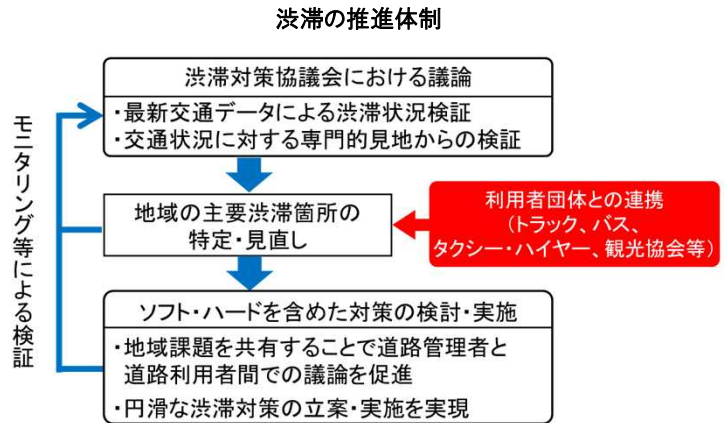 渋滞の推進体制
渋滞対策協議会における議論
・最新交通データによる渋滞状況検証
・交通状況に対する専門的見地からの検証
モニタリング等による検証
地域の主要渋滞箇所の
特定・見直し
利用者団体との連携
（トラック、バス、
タクシー・ハイヤー、観光協会等）
ソフト・ハードを含めた対策の検討・実施
・地域課題を共有することで道路管理者と
道路利用者間での議論を促進
・円滑な渋滞対策の立案・実施を実現